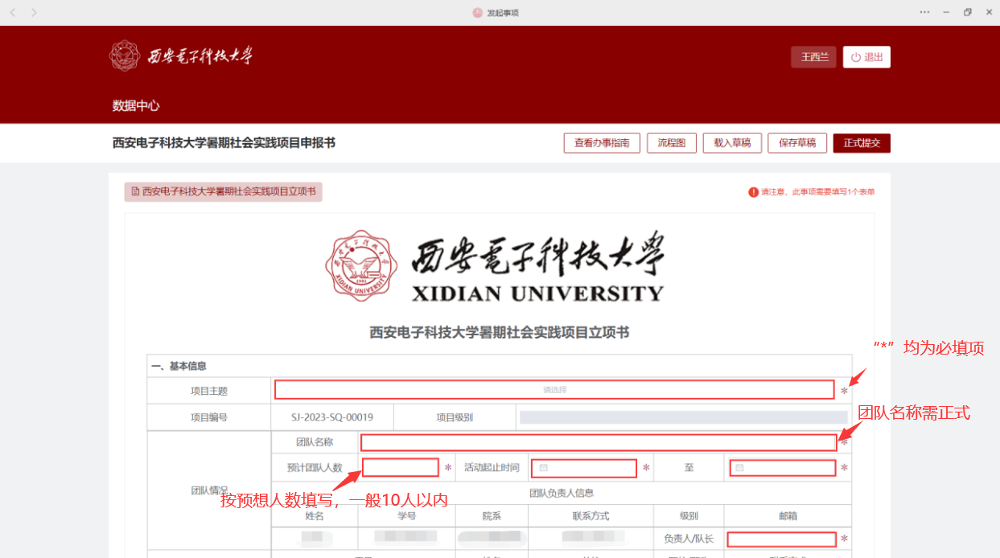 发起事项
西安電子科技大学
王西兰
退出
数据中心
西安电子科技大学暑期社会实践项目申报书
查看办事指南
流程图
载入草稿
保存草稿
正式提交
西安电子科技大学暑期社会实践项目立项书
请注意，此事项需要填写1个表单
西安電子科技大学
XIDIAN UNIVERSITY
XIDIAN UNIVERSITY
西安电子科技大学暑期社会实践项目立项书
“*”均为必填项
一、基本信息
项目主题 请选择 *
项目编号 SJ-2023-SQ-00019 项目级别
团队名称需正式
团队名称 *
预计团队人数 * 活动起止时间 * 至 *
团队情况
团队负责人信息
按预想人数填写，一般10人以内
姓名 学号 院系 联系方式 级别 邮箱
负责人/队长 *